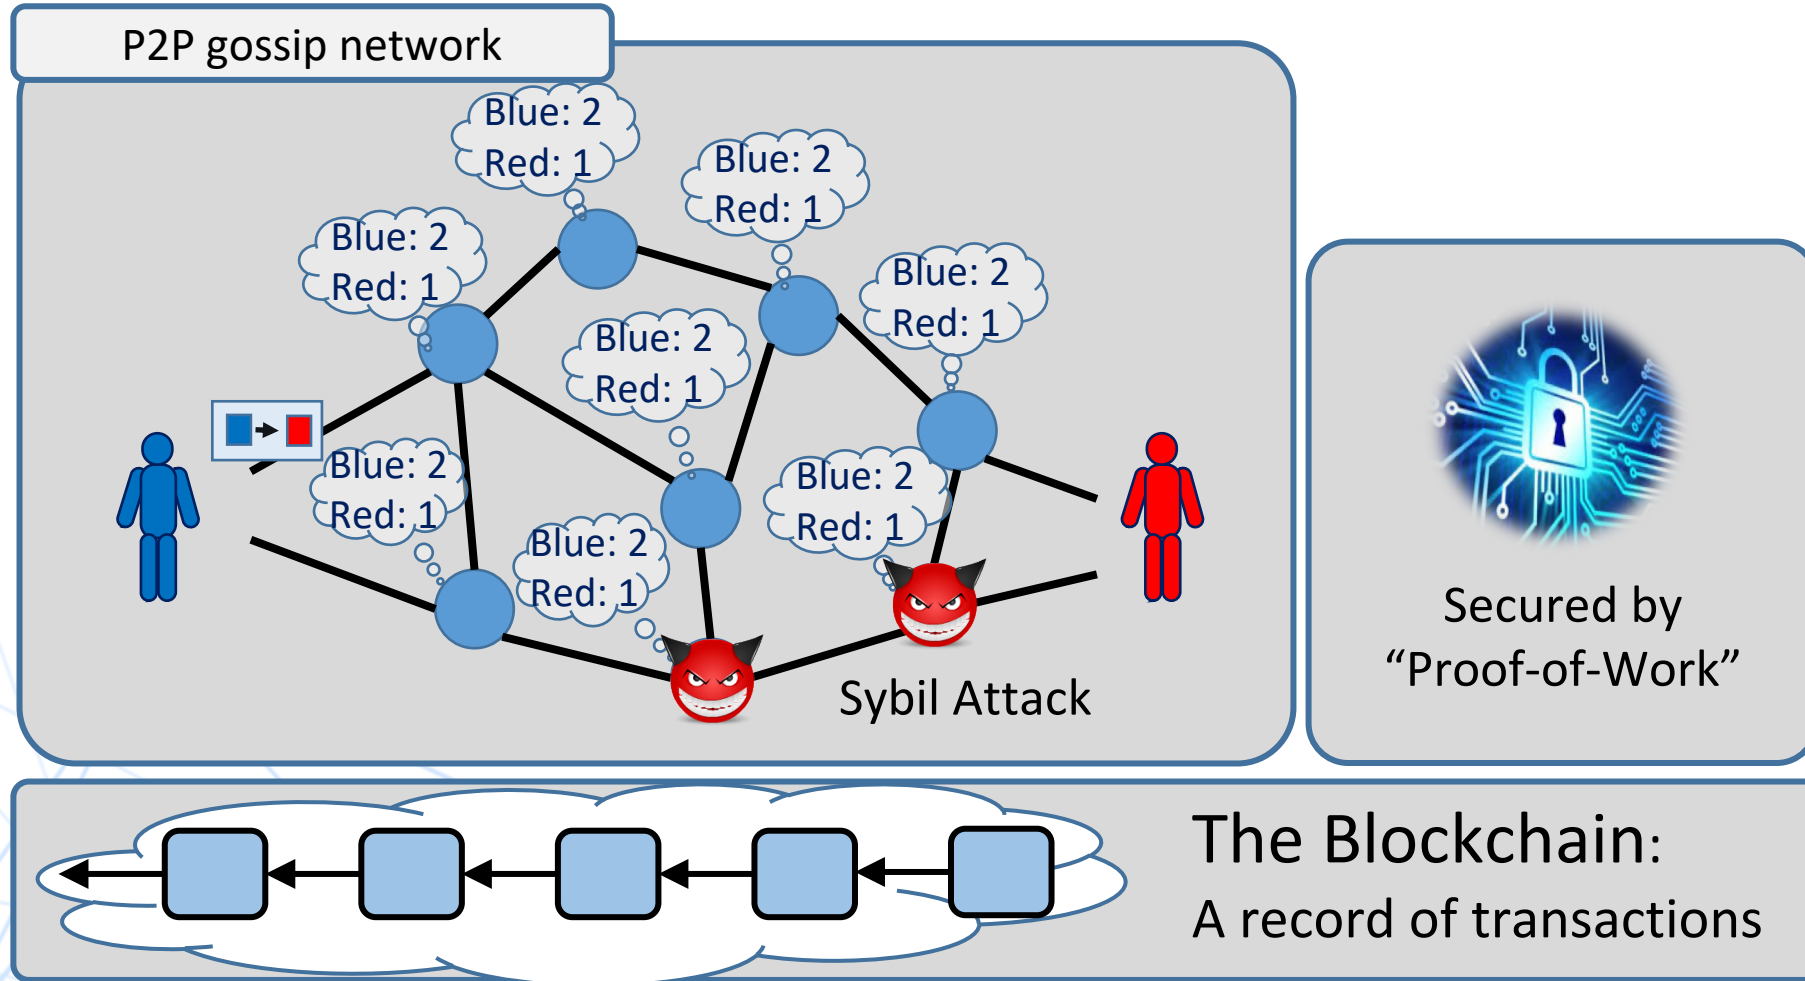 P2P gossip network
Blue: 2
Red: 1
Blue: 2
Red: 1
Blue: 2
Red: 1
Blue: 2
Red: 1
Blue: 2
Red: 1
Blue: 2
Red: 1
Blue: 2
Red: 1
Blue: 2
Red: 1
Sybil Attack
Secured by
“Proof-of-Work”
The Blockchain:
A record of transactions